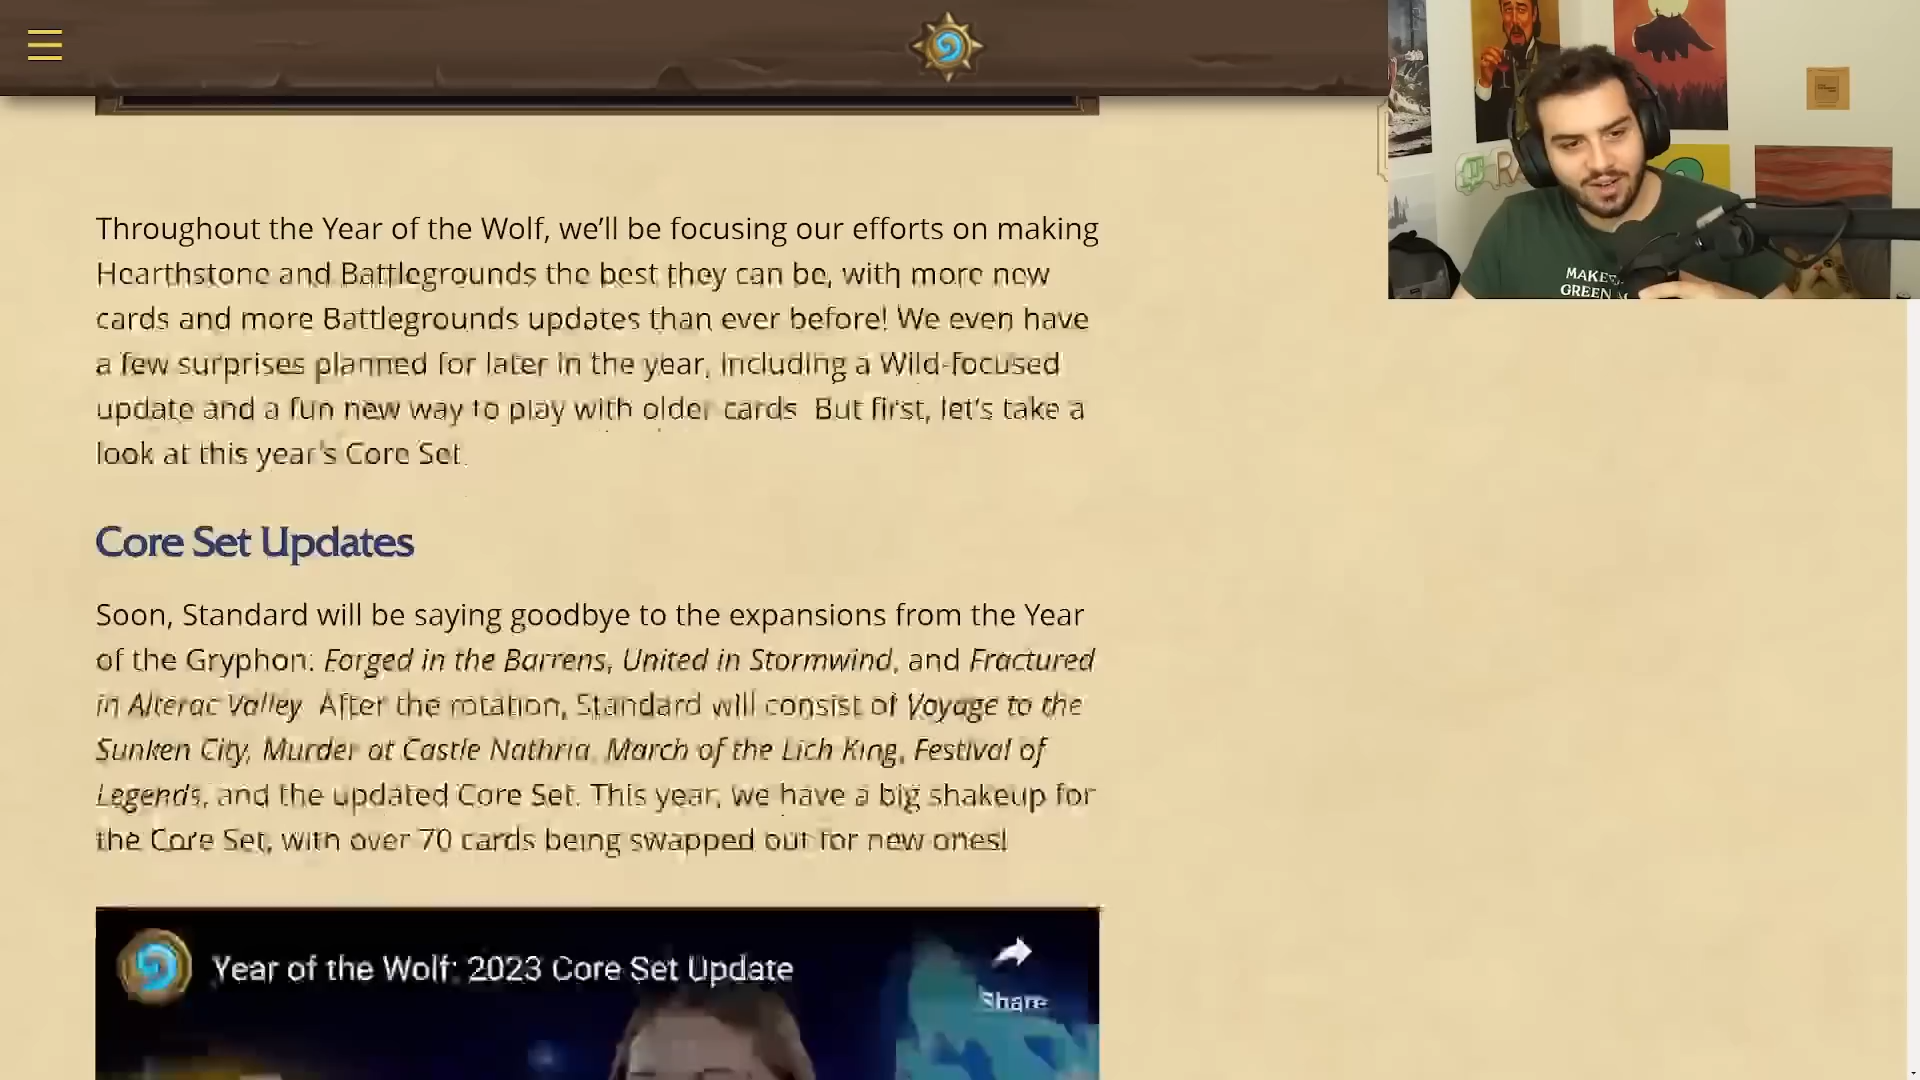 Throughout the Year of the Wolf, we’ll be focusing our efforts on making
Hearthstone and Battlegrounds the best they can be, with more new
cards and more Battlegrounds updates than ever before! We even have
a few surprises planned for later in the year, including a Wild-focused
update and a fun new way to play with older cards. But first, let’s take a
look at this year’s Core Set.
Core Set Updates
Soon, Standard will be saying goodbye to the expansions from the Year
of the Gryphon: Forged in the Barrens, United in Stormwind, and Fractured
in Alterac Valley. After the rotation, Standard will consist of Voyage to the
Sunken City, Murder at Castle Nathria, March of the Lich King, Festival of
Legends, and the updated Core Set. This year, we have a big shakeup for
the Core Set, with over 70 cards being swapped out for new ones!
Year of the Wolf: 2023 Core Set Update
Share
MAKE
GREEN